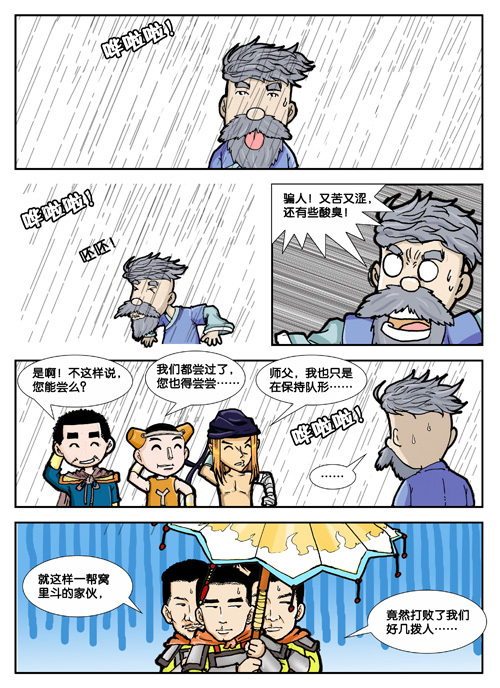 哗啦啦！
哗啦啦！
呸呸！
骗人！又苦又涩，
还有些酸臭！
是啊！不这样说，
您能尝么？
我们都尝过了，
您也得尝尝……
师父，我也只是
在保持队形……
哗啦啦！
……
Y
就这样一帮窝
里斗的家伙，
竟然打败了我们
好几拨人……